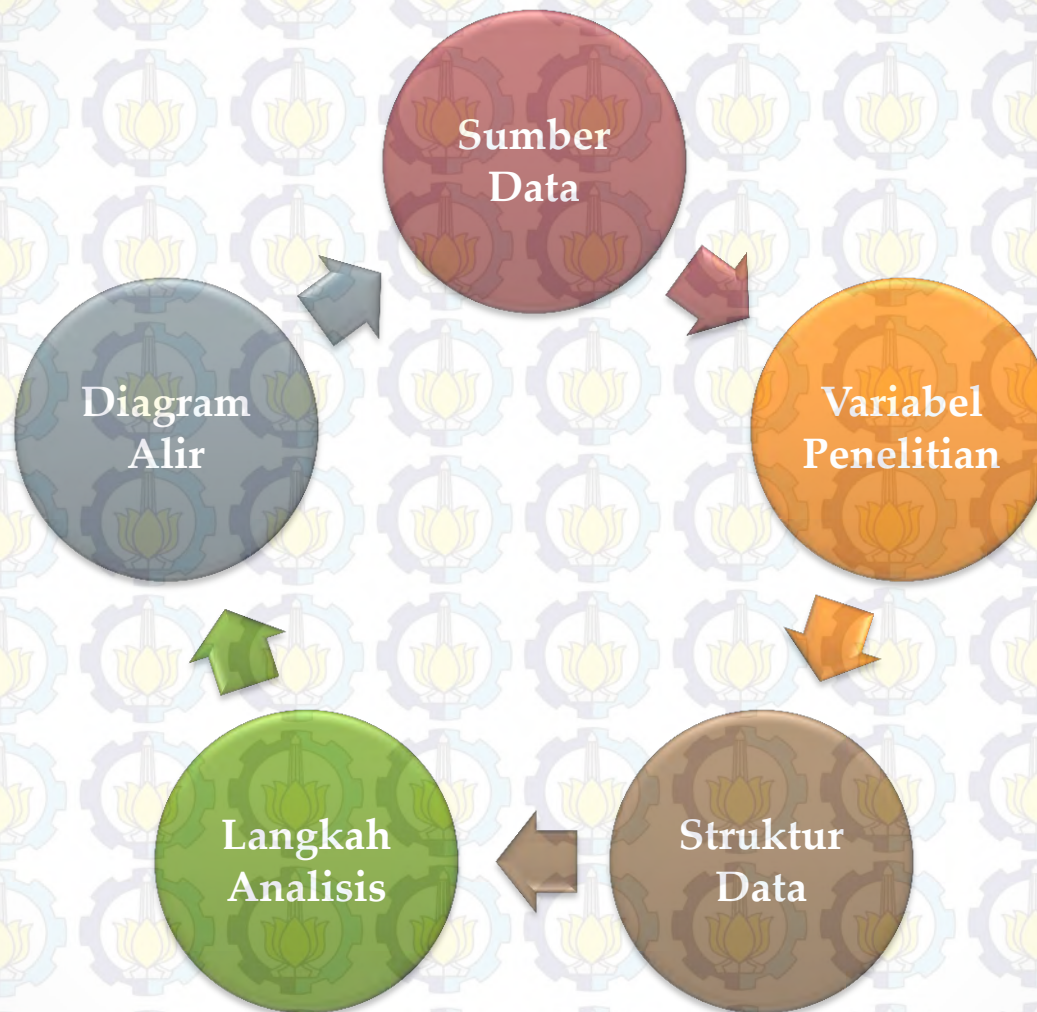 Sumber
Data
Variabel
Penelitian
Struktur
Data
Langkah
Analisis
Diagram
Alir